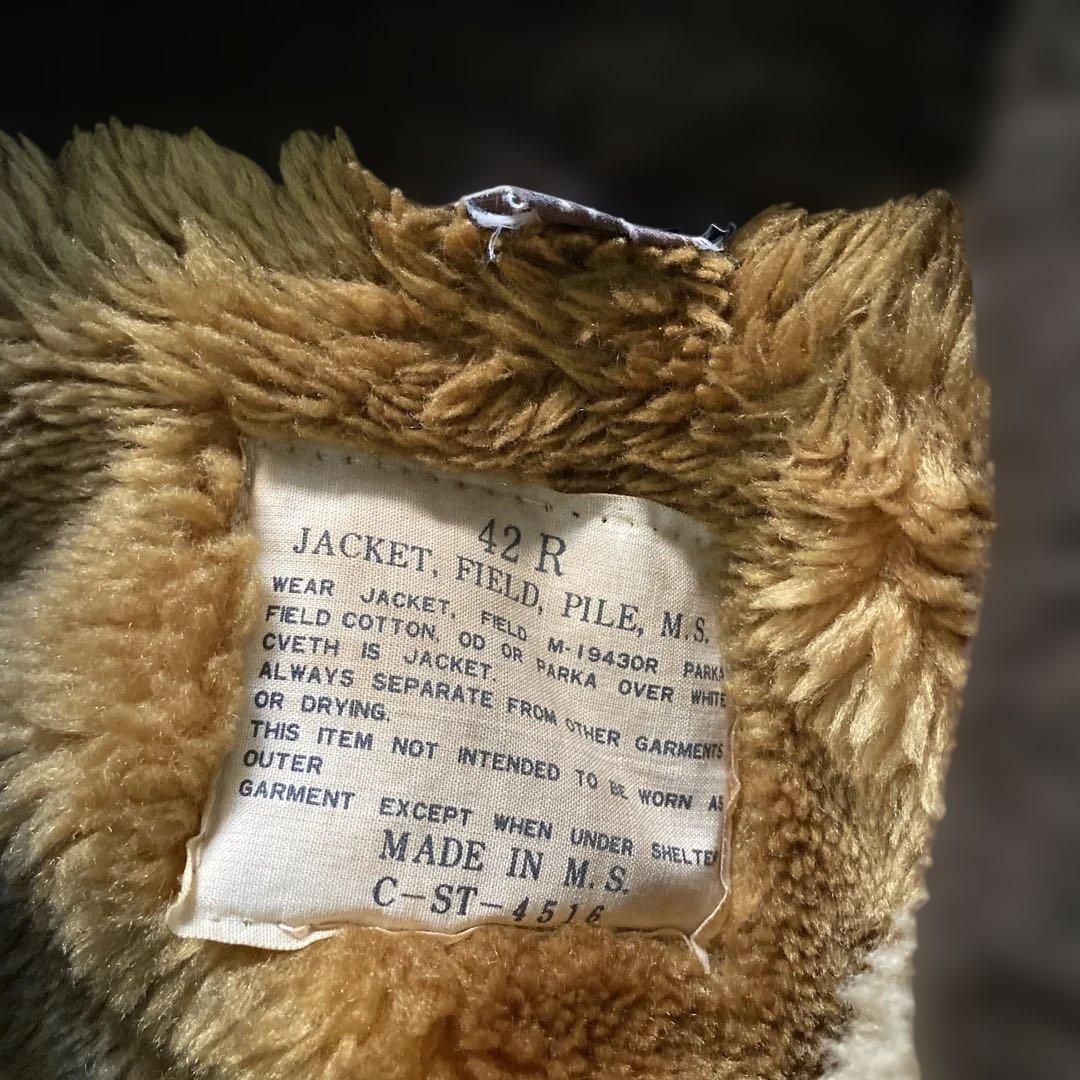 42 R
JACKET, FIELD, PILE, M.S.
WEAR JACKET, FIELD M-1943OR PARKA
FIELD COTTON, OD OR PARKA OVER WHITE
CVETH IS JACKET.
ALWAYS SEPARATE FROM OTHER GARMENTS
OR DRYING.
THIS ITEM NOT INTENDED TO BE WORN AS
OUTER
GARMENT EXCEPT WHEN UNDER SHELTER
MADE IN M.S.
C-ST-4516